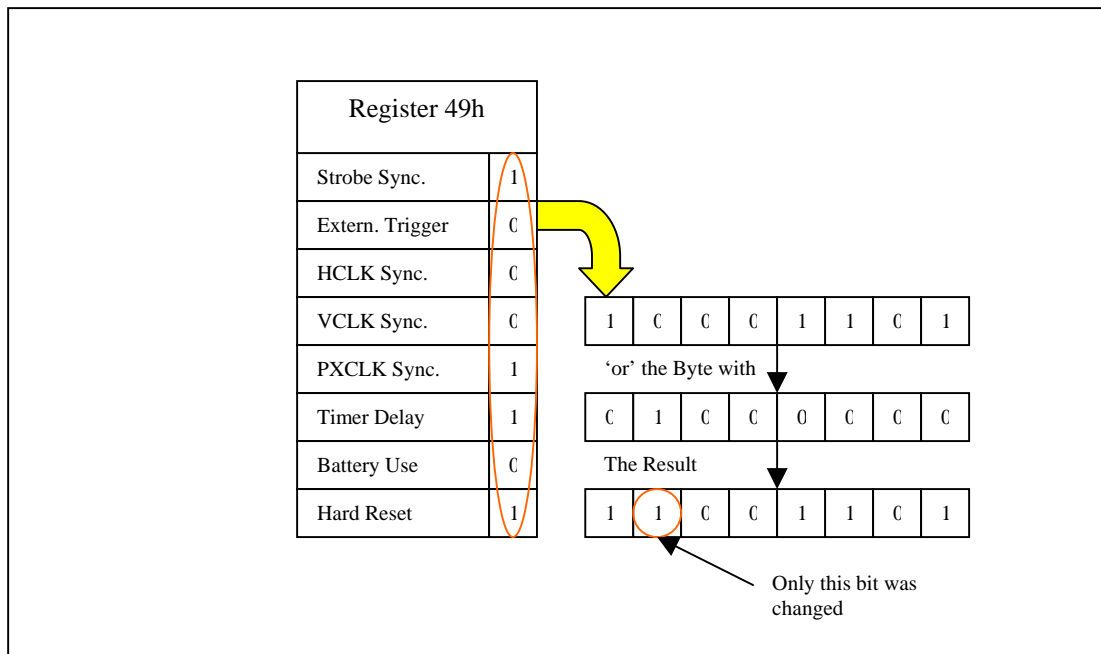 Register 49h
Strobe Sync. 1
Extern. Trigger 0
HCLK Sync. 0
VCLK Sync. 0
PXCLK Sync. 1
Timer Delay 1
Battery Use 0
Hard Reset 1
1 0 0 0 1 1 0 1
‘or’ the Byte with
0 1 0 0 0 0 0 0
The Result
1 1 0 0 1 1 0 1
Only this bit was
changed